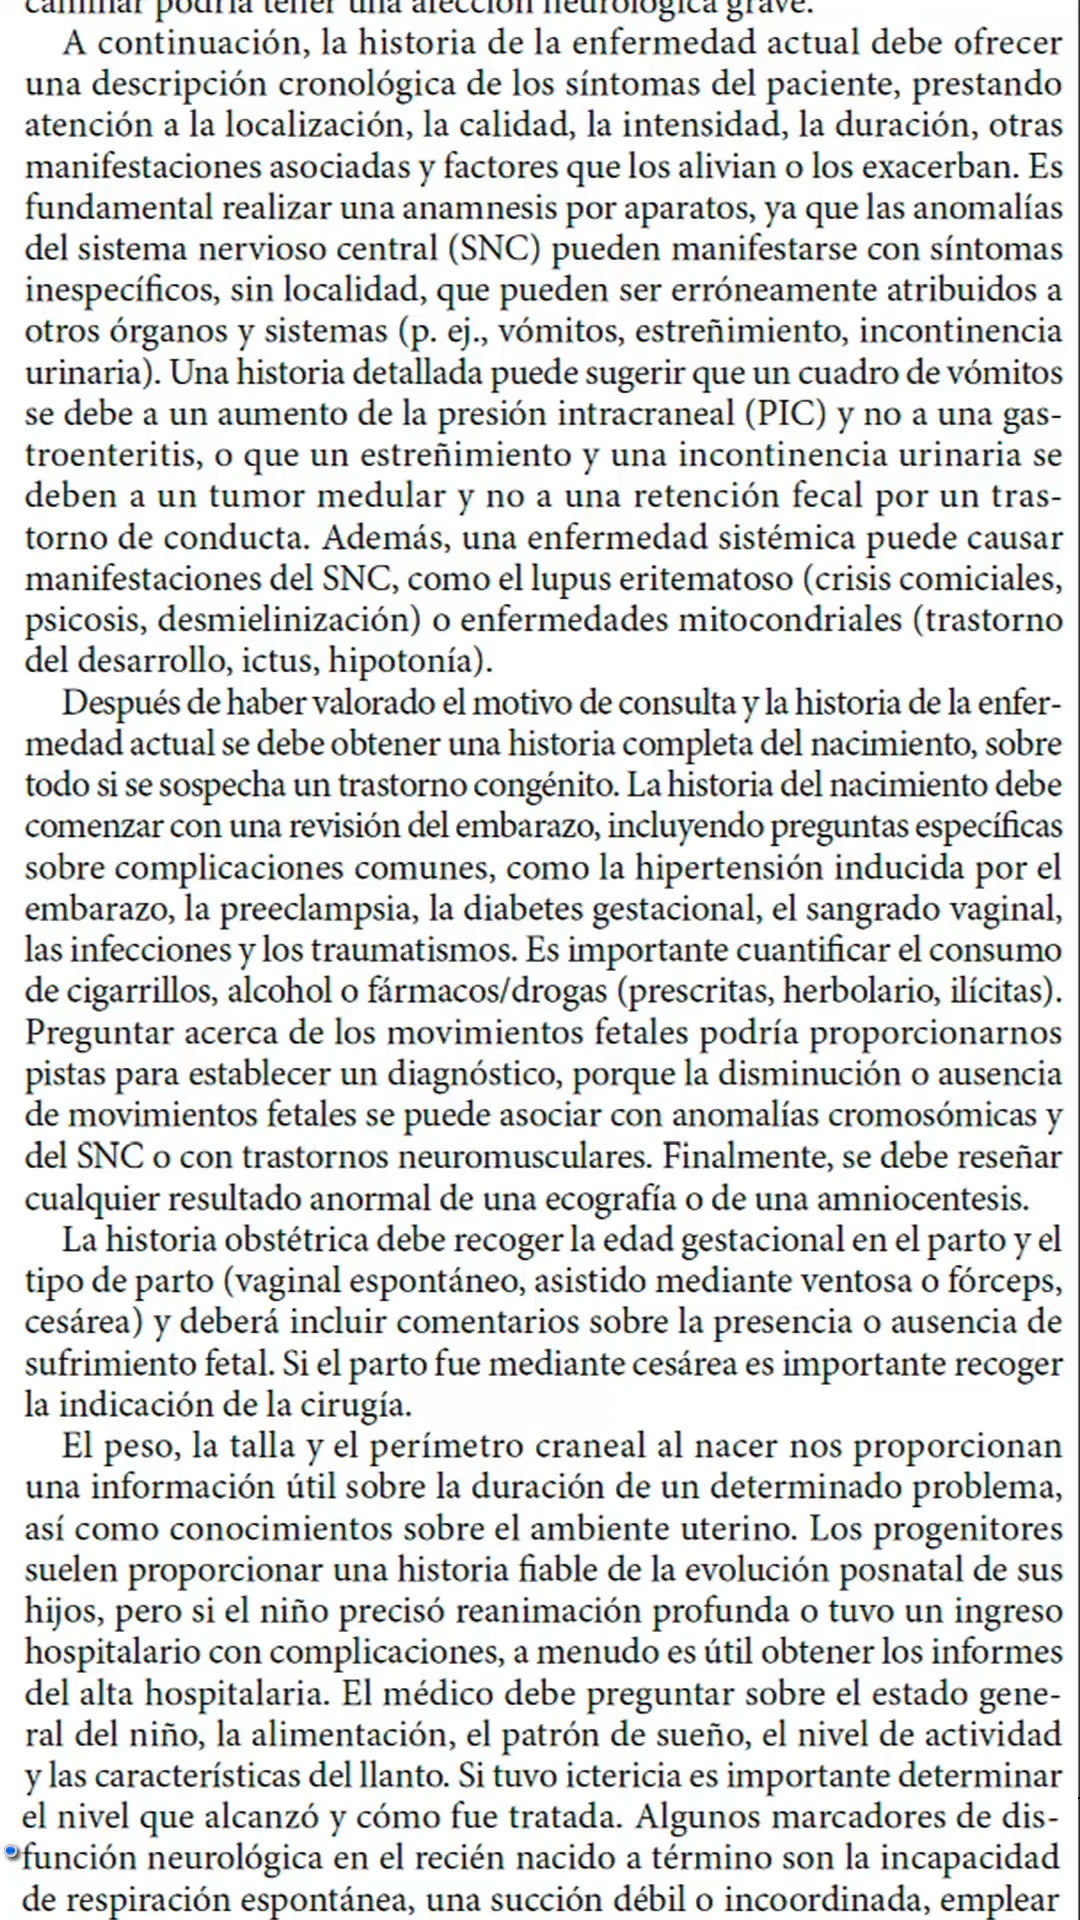 caminar podría tener una afección neurológica grave.
A continuación, la historia de la enfermedad actual debe ofrecer
una descripción cronológica de los síntomas del paciente, prestando
atención a la localización, la calidad, la intensidad, la duración, otras
manifestaciones asociadas y factores que los alivian o los exacerban. Es
fundamental realizar una anamnesis por aparatos, ya que las anomalías
del sistema nervioso central (SNC) pueden manifestarse con síntomas
inespecíficos, sin localidad, que pueden ser erróneamente atribuidos a
otros órganos y sistemas (p. ej., vómitos, estreñimiento, incontinencia
urinaria). Una historia detallada puede sugerir que un cuadro de vómitos
se debe a un aumento de la presión intracraneal (PIC) y no a una gas-
troenteritis, o que un estreñimiento y una incontinencia urinaria se
deben a un tumor medular y no a una retención fecal por un tras-
torno de conducta. Además, una enfermedad sistémica puede causar
manifestaciones del SNC, como el lupus eritematoso (crisis comiciales,
psicosis, desmielinización) o enfermedades mitocondriales (trastorno
del desarrollo, ictus, hipotonía).
Después de haber valorado el motivo de consulta y la historia de la enfer-
medad actual se debe obtener una historia completa del nacimiento, sobre
todo si se sospecha un trastorno congénito. La historia del nacimiento debe
comenzar con una revisión del embarazo, incluyendo preguntas específicas
sobre complicaciones comunes, como la hipertensión inducida por el
embarazo, la preeclampsia, la diabetes gestacional, el sangrado vaginal,
las infecciones y los traumatismos. Es importante cuantificar el consumo
de cigarrillos, alcohol o fármacos/drogas (prescritas, herbolario, ilícitas).
Preguntar acerca de los movimientos fetales podría proporcionarnos
pistas para establecer un diagnóstico, porque la disminución o ausencia
de movimientos fetales se puede asociar con anomalías cromosómicas y
del SNC o con trastornos neuromusculares. Finalmente, se debe reseñar
cualquier resultado anormal de una ecografía o de una amniocentesis.
La historia obstétrica debe recoger la edad gestacional en el parto y el
tipo de parto (vaginal espontáneo, asistido mediante ventosa o fórceps,
cesárea) y deberá incluir comentarios sobre la presencia o ausencia de
sufrimiento fetal. Si el parto fue mediante cesárea es importante recoger
la indicación de la cirugía.
El peso, la talla y el perímetro craneal al nacer nos proporcionan
una información útil sobre la duración de un determinado problema,
así como conocimientos sobre el ambiente uterino. Los progenitores
suelen proporcionar una historia fiable de la evolución posnatal de sus
hijos, pero si el niño precisó reanimación profunda o tuvo un ingreso
hospitalario con complicaciones, a menudo es útil obtener los informes
del alta hospitalaria. El médico debe preguntar sobre el estado gene-
ral del niño, la alimentación, el patrón de sueño, el nivel de actividad
y las características del llanto. Si tuvo ictericia es importante determinar
el nivel que alcanzó y cómo fue tratada. Algunos marcadores de dis-
función neurológica en el recién nacido a término son la incapacidad
de respiración espontánea, una succión débil o incoordinada, emplear